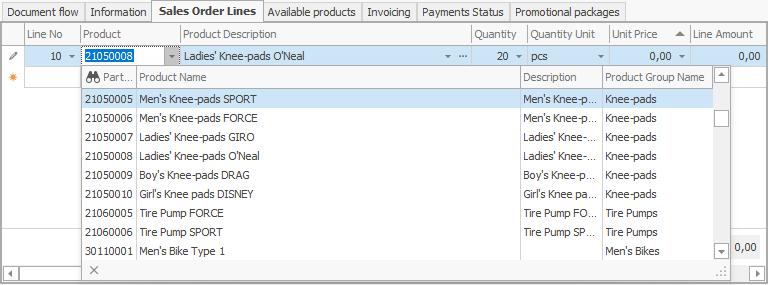 Document flow Information Sales Order Lines Available products Invoicing Payments Status Promotional packages
Line No Product Product Description Quantity Quantity Unit Unit Price Line Amount
10 21050008 Ladies' Knee-pads O'Neal ... 20 pcs 0,00 0,00
Part... Product Name Description Product Group Name
21050005 Men's Knee-pads SPORT Men's Knee-p... Knee-pads
21050006 Men's Knee-pads FORCE Men's Knee-p... Knee-pads
21050007 Ladies' Knee-pads GIRO Ladies' Knee-... Knee-pads
21050008 Ladies' Knee-pads O'Neal Ladies' Knee-... Knee-pads
21050009 Boy's Knee-pads DRAG Boy's Knee-p... Knee-pads
21050010 Girl's Knee pads DISNEY Girl's Knee pa... Knee-pads
21060005 Tire Pump FORCE Tire Pump FO... Tire Pumps
21060006 Tire Pump SPORT Tire Pump SP... Tire Pumps
30110001 Men's Bike Type 1 Men's Bikes
0,00